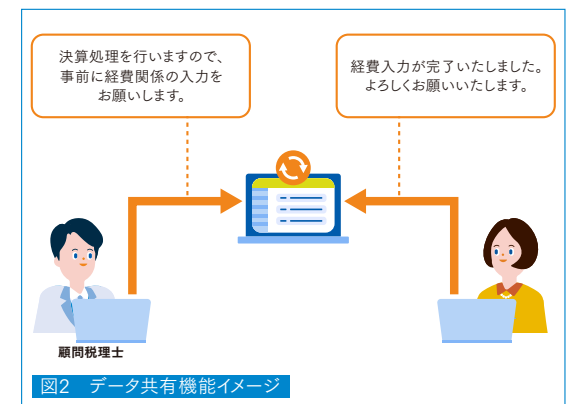 決算処理を行いますので、
事前に経費関係の入力を
お願いします。
経費入力が完了いたしました。
よろしくお願いいたします。
顧問税理士
図2　データ共有機能イメージ